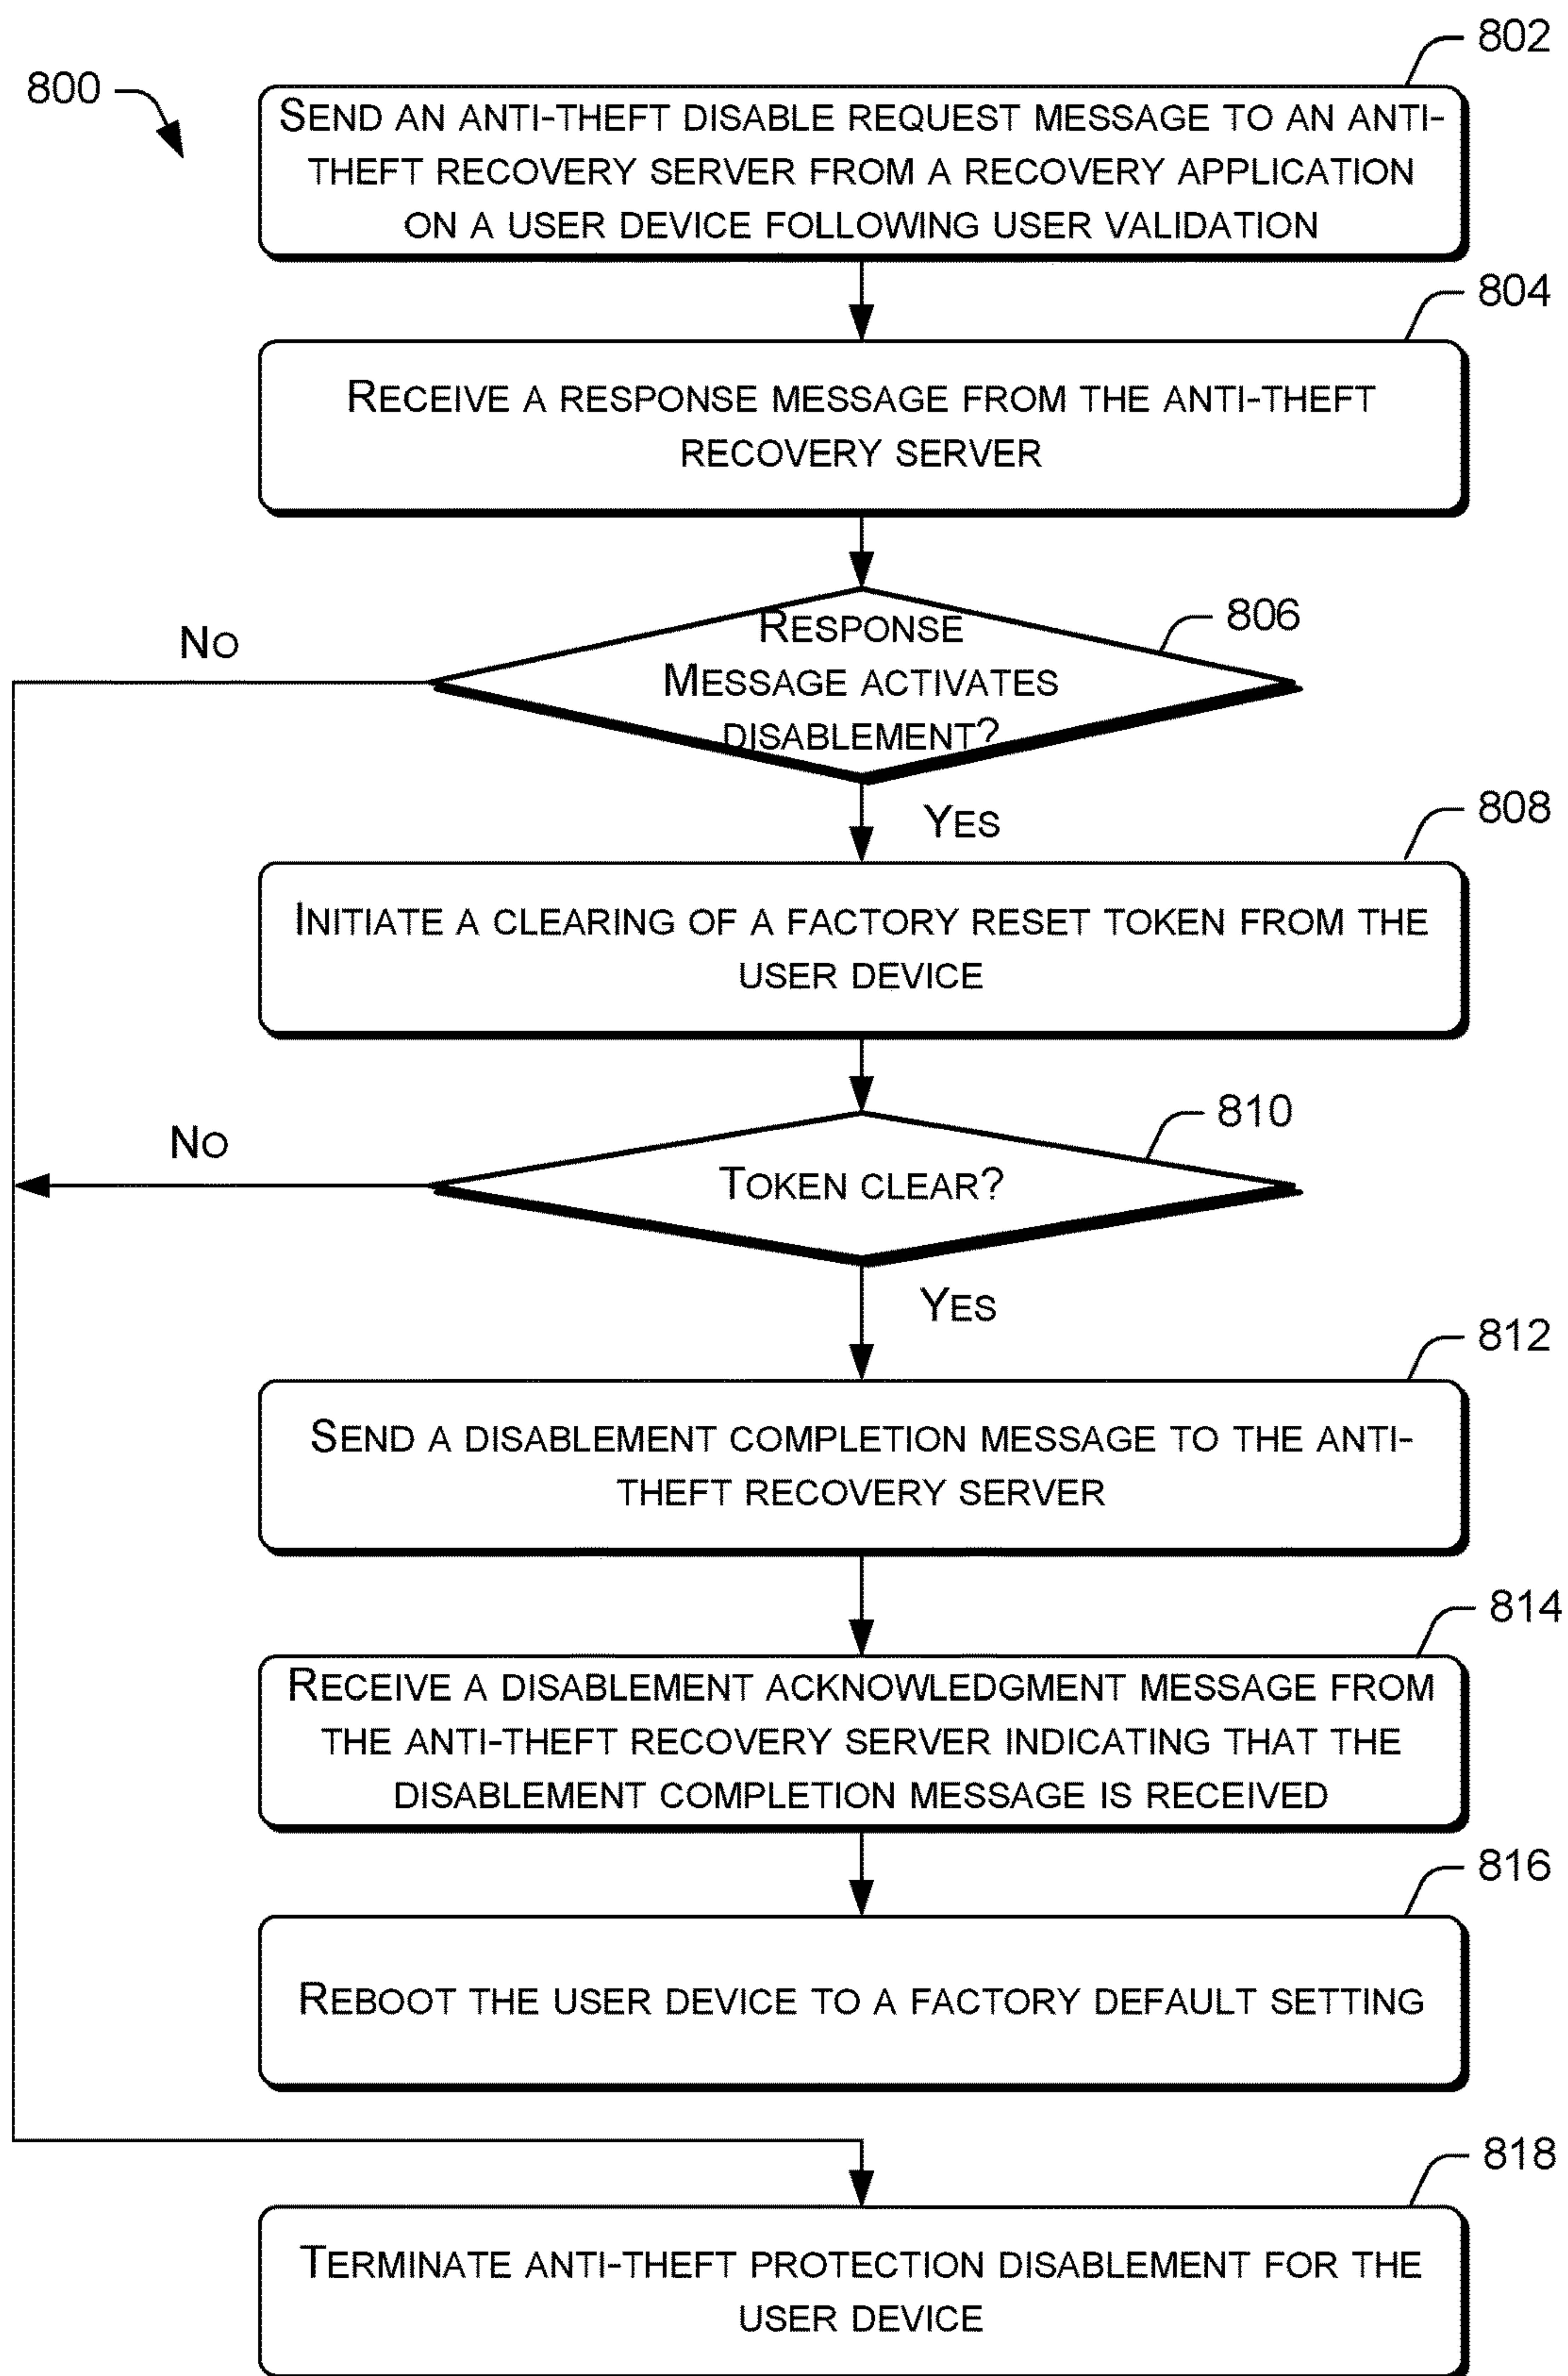 802
800
SEND AN ANTI-THEFT DISABLE REQUEST MESSAGE TO AN ANTI-
THEFT RECOVERY SERVER FROM A RECOVERY APPLICATION
ON A USER DEVICE FOLLOWING USER VALIDATION
804
RECEIVE A RESPONSE MESSAGE FROM THE ANTI-THEFT
RECOVERY SERVER
806
NO
RESPONSE
MESSAGE ACTIVATES
DISABLEMENT?
YES
808
INITIATE A CLEARING OF A FACTORY RESET TOKEN FROM THE
USER DEVICE
810
NO
TOKEN CLEAR?
YES
812
SEND A DISABLEMENT COMPLETION MESSAGE TO THE ANTI-
THEFT RECOVERY SERVER
814
RECEIVE A DISABLEMENT ACKNOWLEDGMENT MESSAGE FROM
THE ANTI-THEFT RECOVERY SERVER INDICATING THAT THE
DISABLEMENT COMPLETION MESSAGE IS RECEIVED
816
REBOOT THE USER DEVICE TO A FACTORY DEFAULT SETTING
818
TERMINATE ANTI-THEFT PROTECTION DISABLEMENT FOR THE
USER DEVICE